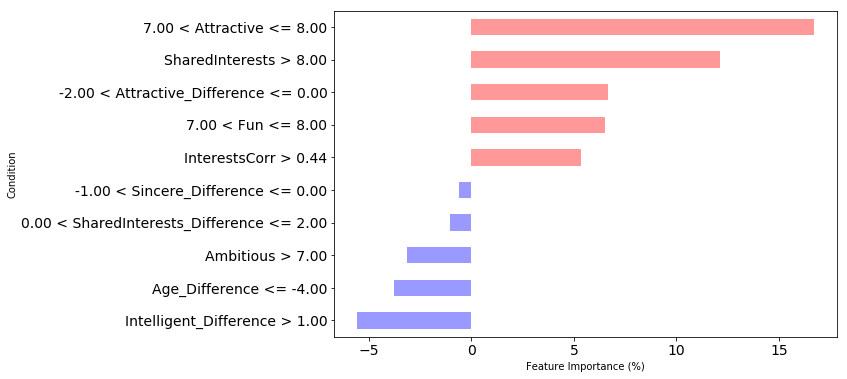 7.00 < Attractive <= 8.00
SharedInterests > 8.00
-2.00 < Attractive_Difference <= 0.00
7.00 < Fun <= 8.00
InterestsCorr > 0.44
-1.00 < Sincere_Difference <= 0.00
0.00 < SharedInterests_Difference <= 2.00
Ambitious > 7.00
Age_Difference <= -4.00
Intelligent_Difference > 1.00
Condition
−5 0 5 10 15
Feature Importance (%)